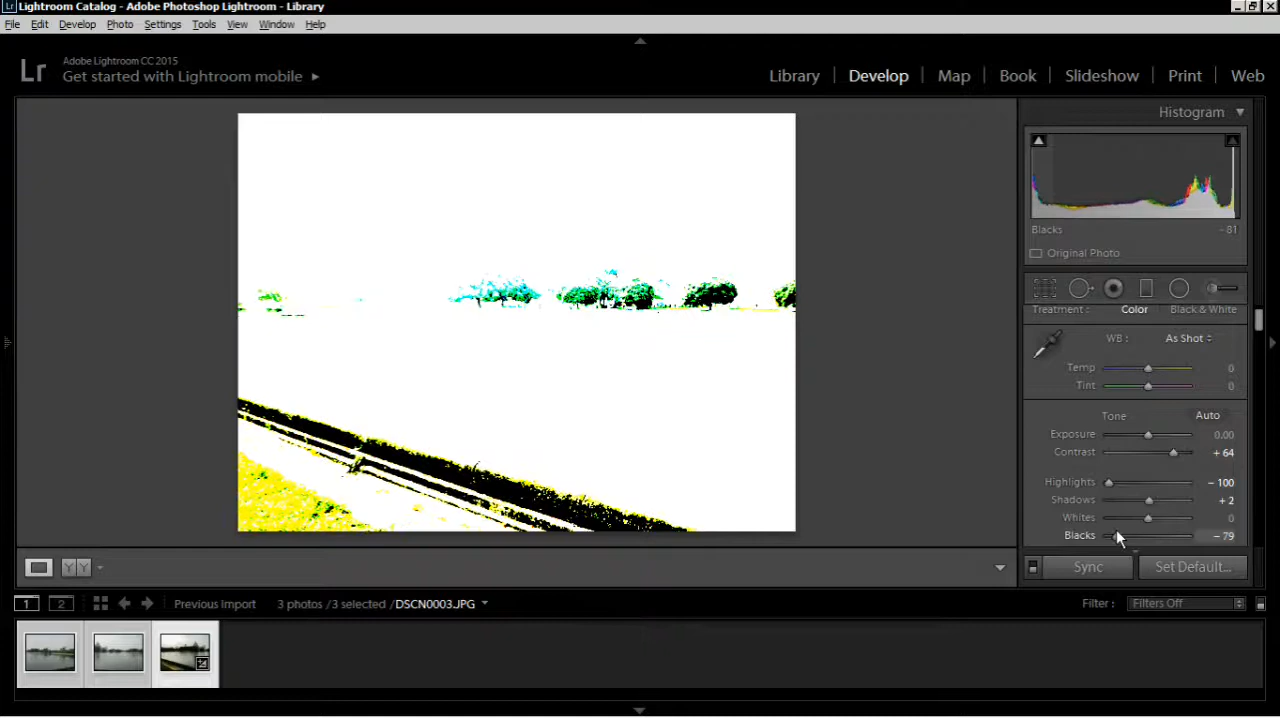 Lightroom Catalog - Adobe Photoshop Lightroom - Library
File Edit Develop Photo Settings Tools View Window Help
Lr
Adobe Lightroom CC 2015
Get started with Lightroom mobile
Library Develop Map Book Slideshow Print Web
Histogram
Blacks -81
Original Photo
Treatment : Color Black & White
WB : As Shot
Temp 0
Tint 0
Tone Auto
Exposure 0.00
Contrast + 64
Highlights - 100
Shadows + 2
Whites 0
Blacks - 79
YY
Sync Set Default...
1 2 Previous Import 3 photos /3 selected /DSCN0003.JPG Filter : Filters Off